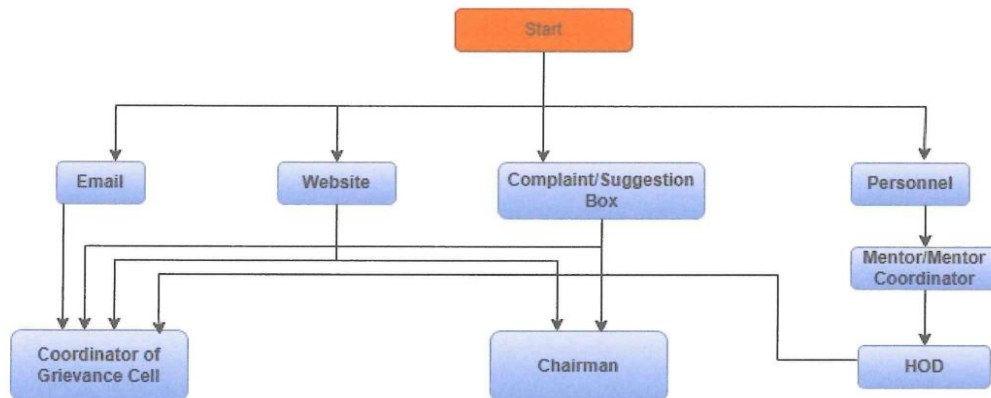 Start
Email
Website
Complaint/Suggestion
Box
Personnel
Mentor/Mentor
Coordinator
Coordinator of
Grievance Cell
Chairman
HOD